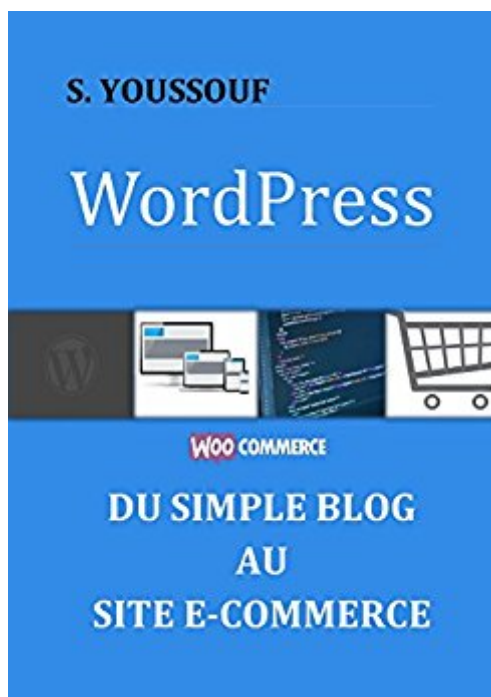 S. YOUSSOUF
WordPress
WOO COMMERCE
DU SIMPLE BLOG
AU
SITE E-COMMERCE